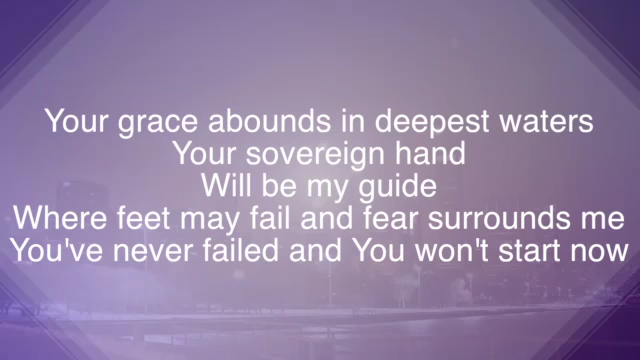 Your grace abounds in deepest waters
Your sovereign hand
Will be my guide
Where feet may fail and fear surrounds me
You've never failed and You won't start now